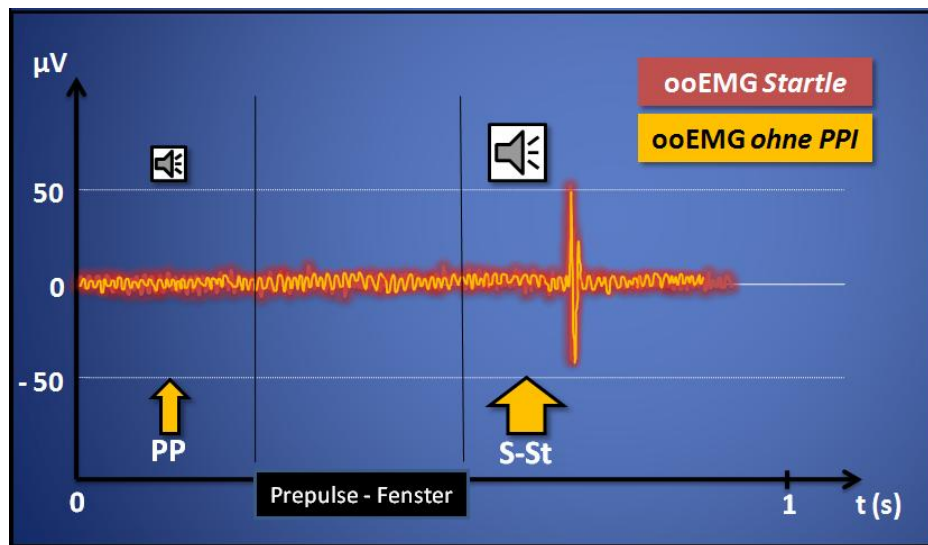 µV
ooEMG Startle
ooEMG ohne PPI
50
0
- 50
PP
S-St
0
Prepulse - Fenster
1
t (s)